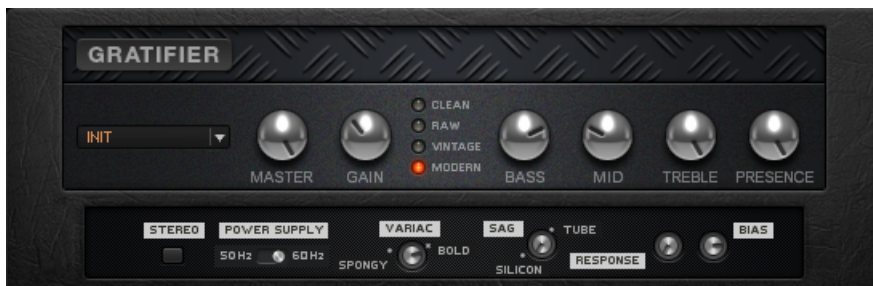 GRATIFIER
INIT
MASTER
GAIN
CLEAN
RAW
VINTAGE
MODERN
BASS
MID
TREBLE
PRESENCE
STEREO
POWER SUPPLY
50Hz 60Hz
VARIAC
SPONGY
BOLD
SAG
TUBE
SILICON
RESPONSE
BIAS